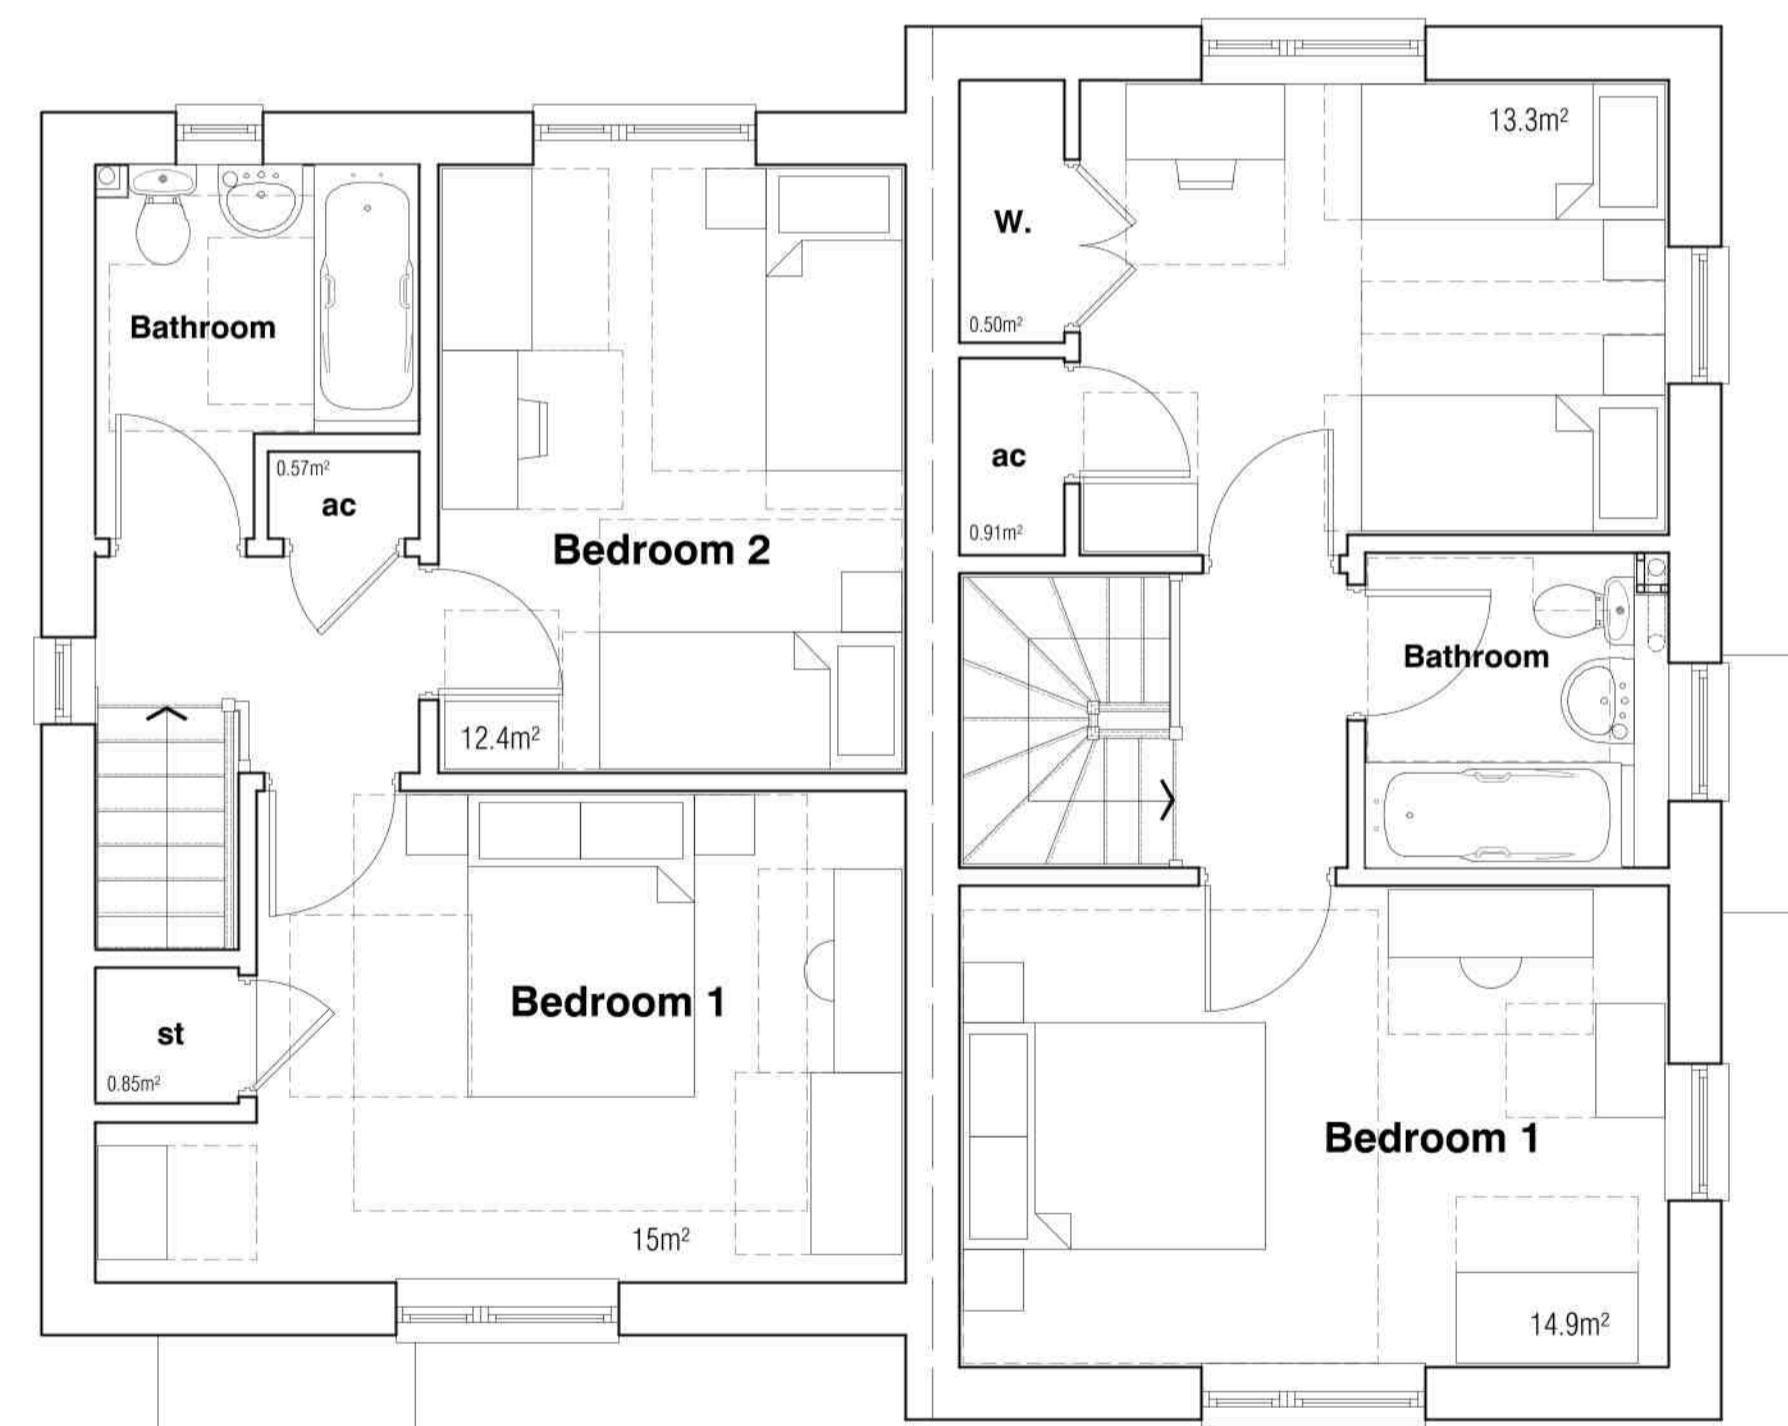 13.3m²
W.
0.50m²
Bathroom
ac
0.91m²
0.57m²
ac
Bedroom 2
12.4m²
Bathroom
Bedroom 1
st
0.85m²
15m²
Bedroom 1
14.9m²